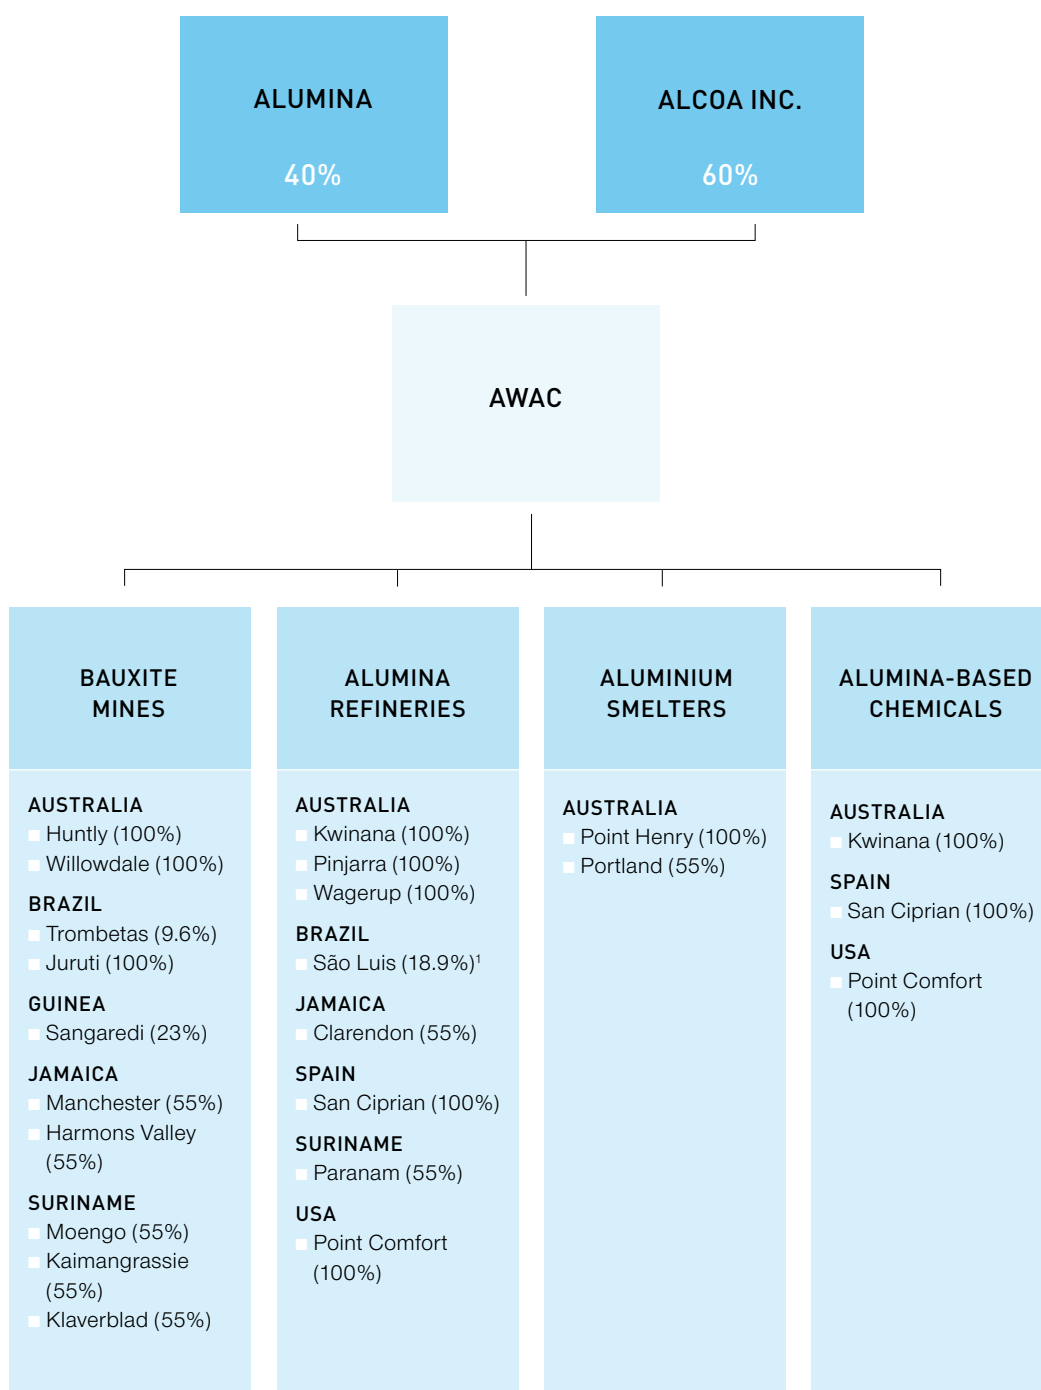 ALUMINA
40%
ALCOA INC.
60%
AWAC
BAUXITE
MINES
AUSTRALIA
Huntly (100%)
Willowdale (100%)
BRAZIL
Trombetas (9.6%)
Juruti (100%)
GUINEA
Sangaredi (23%)
JAMAICA
Manchester (55%)
Harmons Valley
(55%)
SURINAME
Moengo (55%)
Kaimangrassie
(55%)
Klaverblad (55%)
ALUMINA
REFINERIES
AUSTRALIA
Kwinana (100%)
Pinjarra (100%)
Wagerup (100%)
BRAZIL
São Luis (18.9%)¹
JAMAICA
Clarendon (55%)
SPAIN
San Ciprian (100%)
SURINAME
Paranam (55%)
USA
Point Comfort
(100%)
ALUMINIUM
SMELTERS
AUSTRALIA
Point Henry (100%)
Portland (55%)
ALUMINA-BASED
CHEMICALS
AUSTRALIA
Kwinana (100%)
SPAIN
San Ciprian (100%)
USA
Point Comfort
(100%)